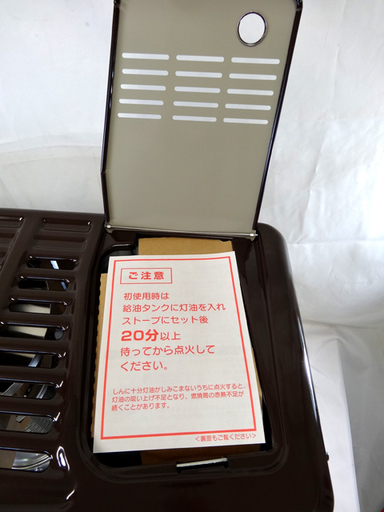 ご注意
初使用時は
給油タンクに灯油を入れ
ストーブにセット後
20分以上
待ってから点火して
ください。
しんに十分灯油がしみこまないうちに点火すると、
灯油の吸い上げ不足となり、燃焼筒の赤熱不足が
続くことがあります。
<裏面もご覧ください>